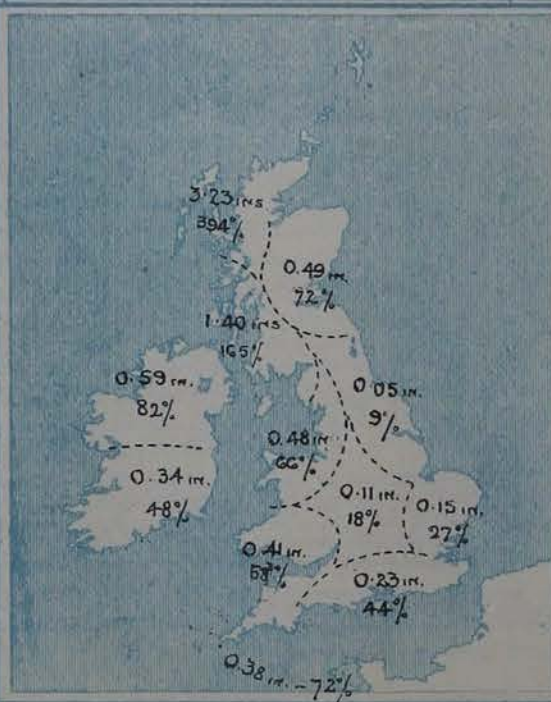 3·23 INS
394%
0.49 IN.
72%
1·40 INS
165%
0.59 IN.
82%
0.05 IN.
9%
0.48 IN
66%
0.34 IN.
48%
0.11 IN.
18%
0.15 IN.
27%
0.41 IN.
0.23 IN.
44%
0.38 IN. - 72%